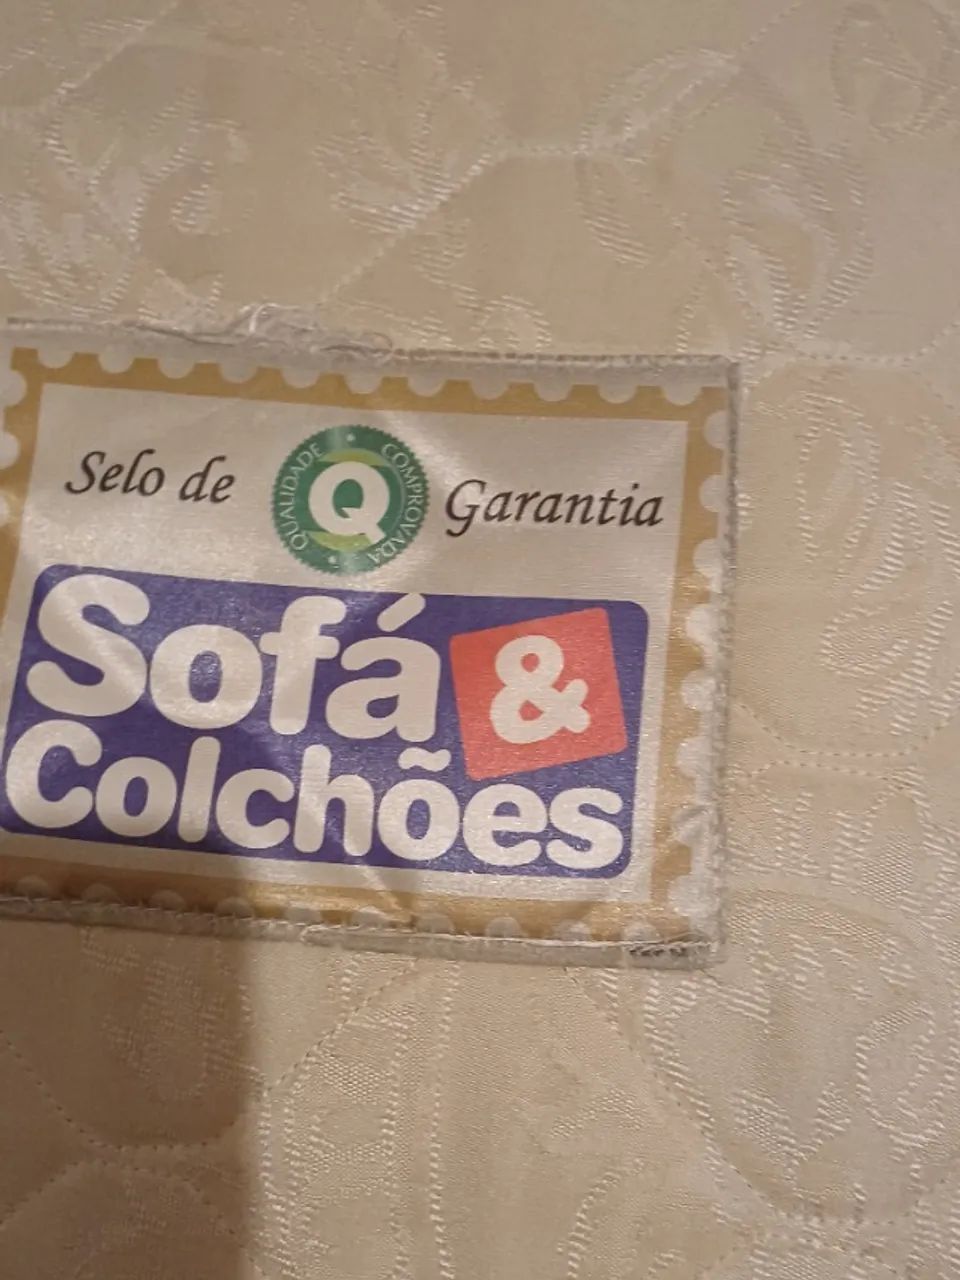 Selo de Garantia
QUALIDADE COMPROVADA
Q
Sofá &
Colchões